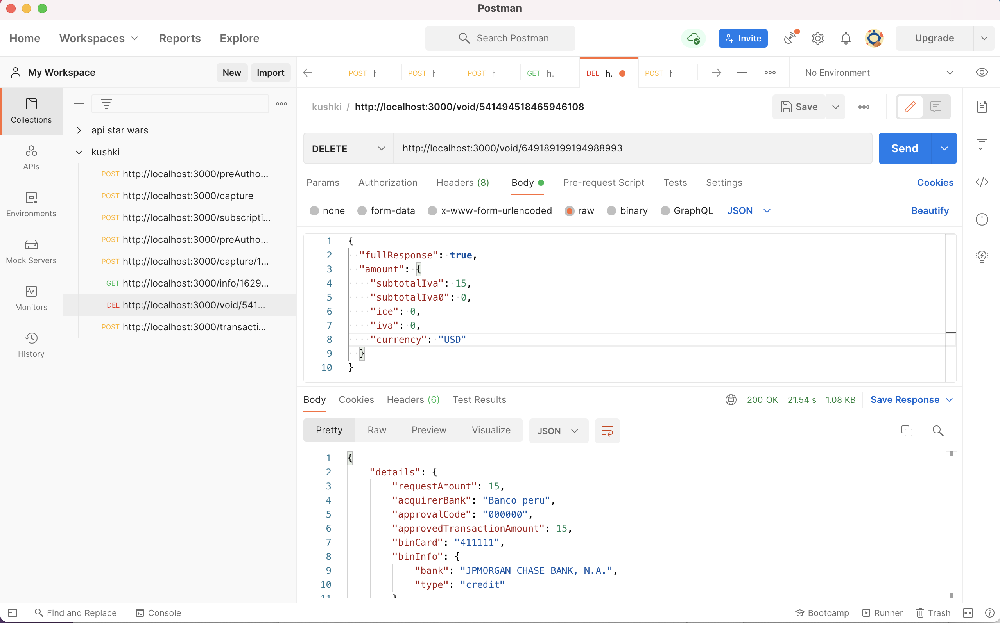 Postman
Home Workspaces Reports Explore Search Postman Invite Upgrade
My Workspace New Import POST POST POST GET h. DEL h. POST No Environment
kushki / http://localhost:3000/void/541494518465946108 Save
Collections
APIs
Environments
Mock Servers
Monitors
History
api star wars
kushki
POST http://localhost:3000/preAutho...
POST http://localhost:3000/capture
POST http://localhost:3000/subscripti...
POST http://localhost:3000/preAutho...
POST http://localhost:3000/capture/1...
GET http://localhost:3000/info/1629...
DEL http://localhost:3000/void/541...
POST http://localhost:3000/transacti...
DELETE http://localhost:3000/void/649189199194988993 Send
Params Authorization Headers (8) Body Pre-request Script Tests Settings Cookies
none form-data x-www-form-urlencoded raw binary GraphQL JSON Beautify
1 {
2 "fullResponse": true,
3 "amount": {
4 "subtotalIva": 15,
5 "subtotalIva0": 0,
6 "ice": 0,
7 "iva": 0,
8 "currency": "USD"
9 }
10 }
Body Cookies Headers (6) Test Results 200 OK 21.54 s 1.08 KB Save Response
Pretty Raw Preview Visualize JSON
1 {
2 "details": {
3 "requestAmount": 15,
4 "acquirerBank": "Banco peru",
5 "approvalCode": "000000",
6 "approvedTransactionAmount": 15,
7 "binCard": "411111",
8 "binInfo": {
9 "bank": "JPMORGAN CHASE BANK, N.A.",
10 "type": "credit"
11 }
Find and Replace Console Bootcamp Runner Trash